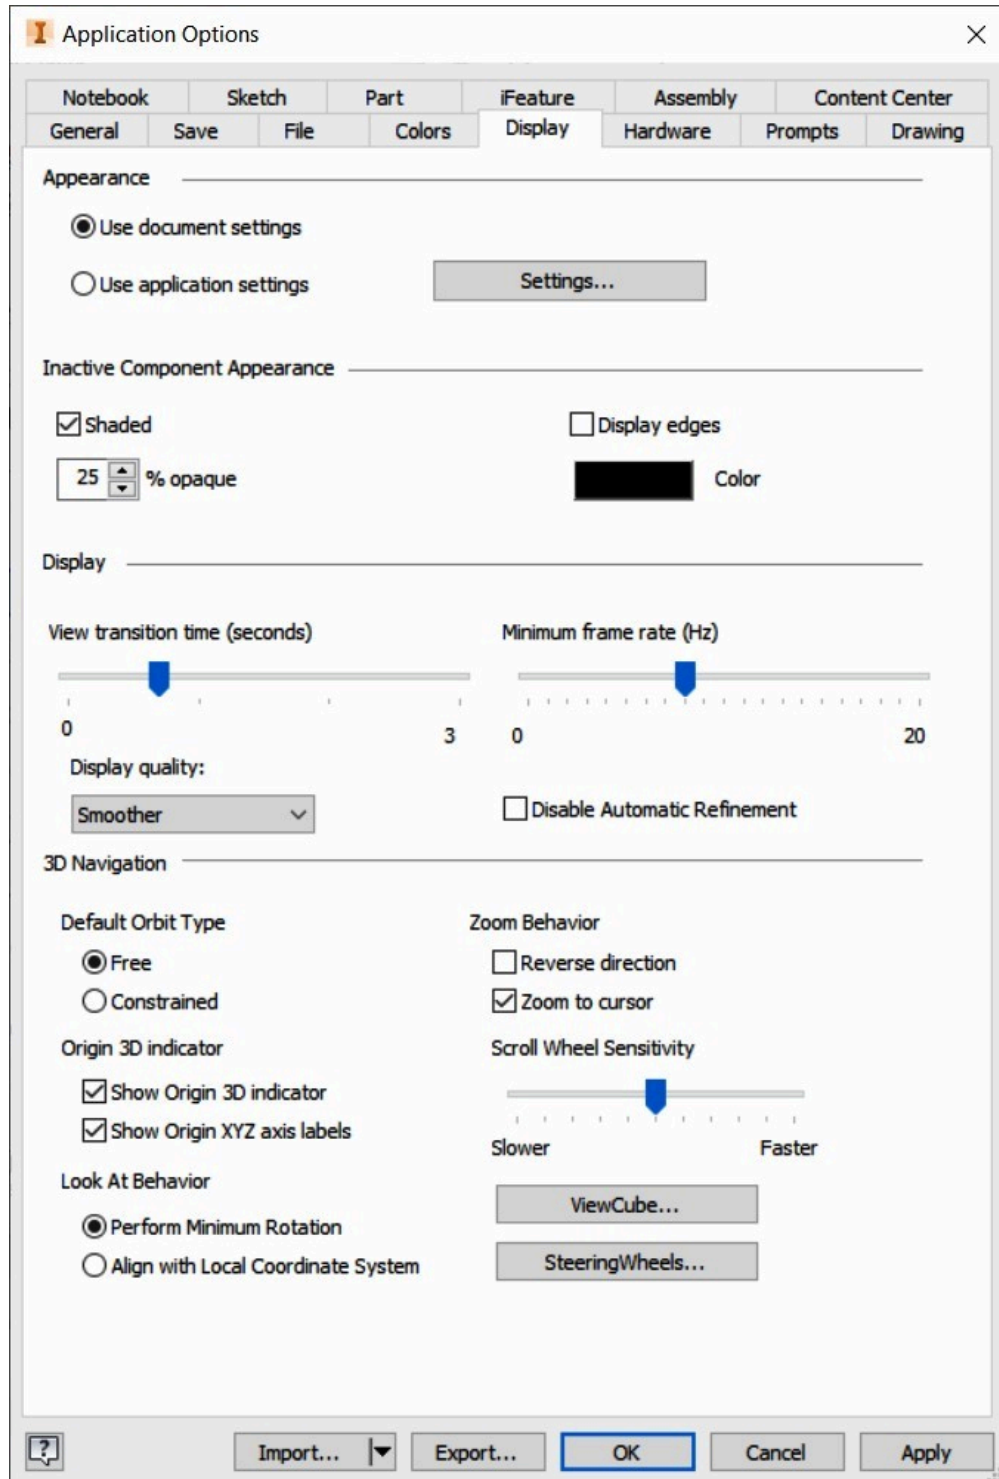 Application Options
Notebook Sketch Part iFeature Assembly Content Center
General Save File Colors Display Hardware Prompts Drawing
Appearance
Use document settings
Use application settings Settings...
Inactive Component Appearance
Shaded Display edges
25 % opaque Color
Display
View transition time (seconds) Minimum frame rate (Hz)
0 3 0 20
Display quality:
Smoother Disable Automatic Refinement
3D Navigation
Default Orbit Type Zoom Behavior
Free Reverse direction
Constrained Zoom to cursor
Origin 3D indicator Scroll Wheel Sensitivity
Show Origin 3D indicator
Show Origin XYZ axis labels
Slower Faster
Look At Behavior
ViewCube...
Perform Minimum Rotation
Align with Local Coordinate System SteeringWheels...
? Import... Export... OK Cancel Apply